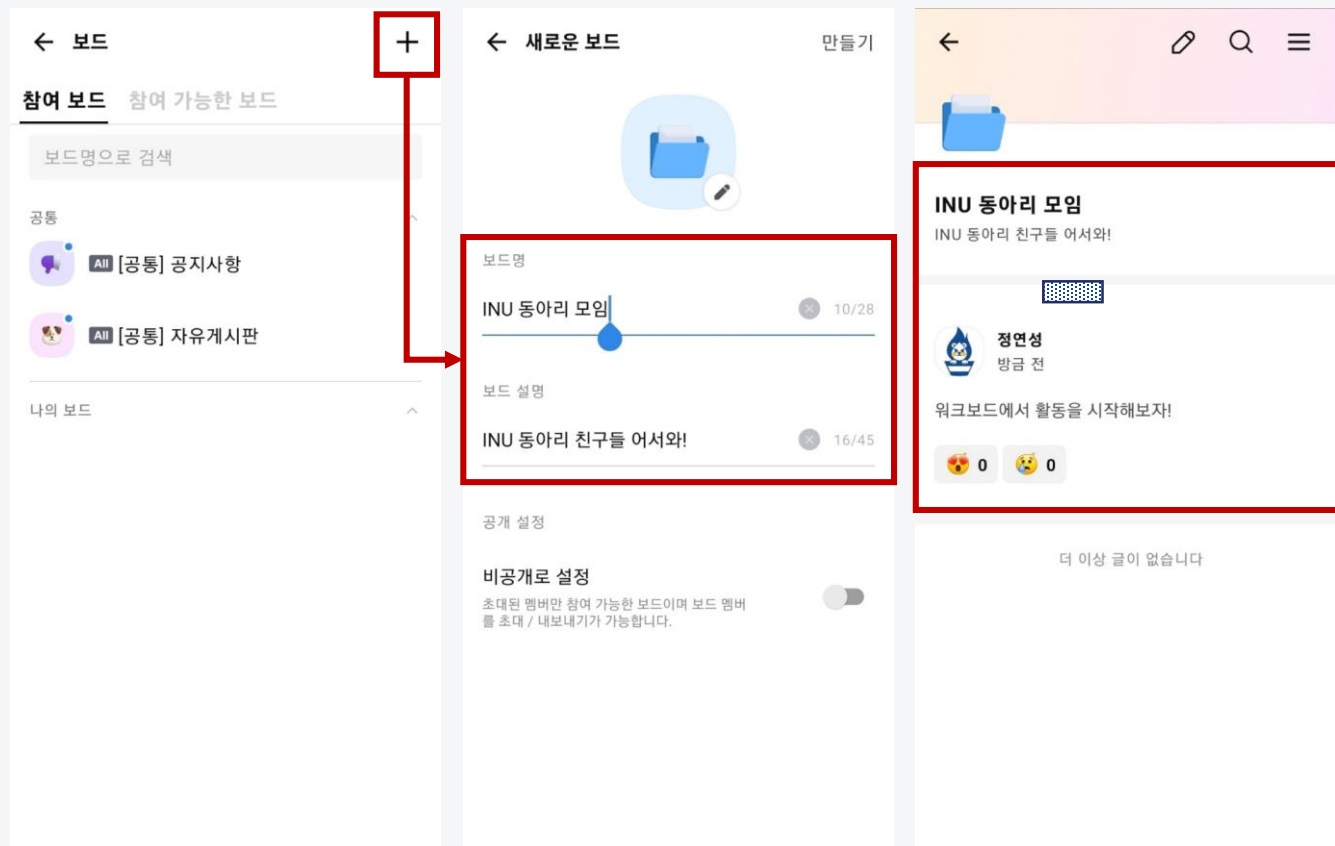 보드
참여 보드 참여 가능한 보드
보드명으로 검색
공통
All [공통] 공지사항
All [공통] 자유게시판
나의 보드
새로운 보드 만들기
보드명
INU 동아리 모임 10/28
보드 설명
INU 동아리 친구들 어서와! 16/45
공개 설정
비공개로 설정
초대된 멤버만 참여 가능한 보드이며 보드 멤버
를 초대 / 내보내기가 가능합니다.
INU 동아리 모임
INU 동아리 친구들 어서와!
정연성
방금 전
워크보드에서 활동을 시작해보자!
0 0
더 이상 글이 없습니다